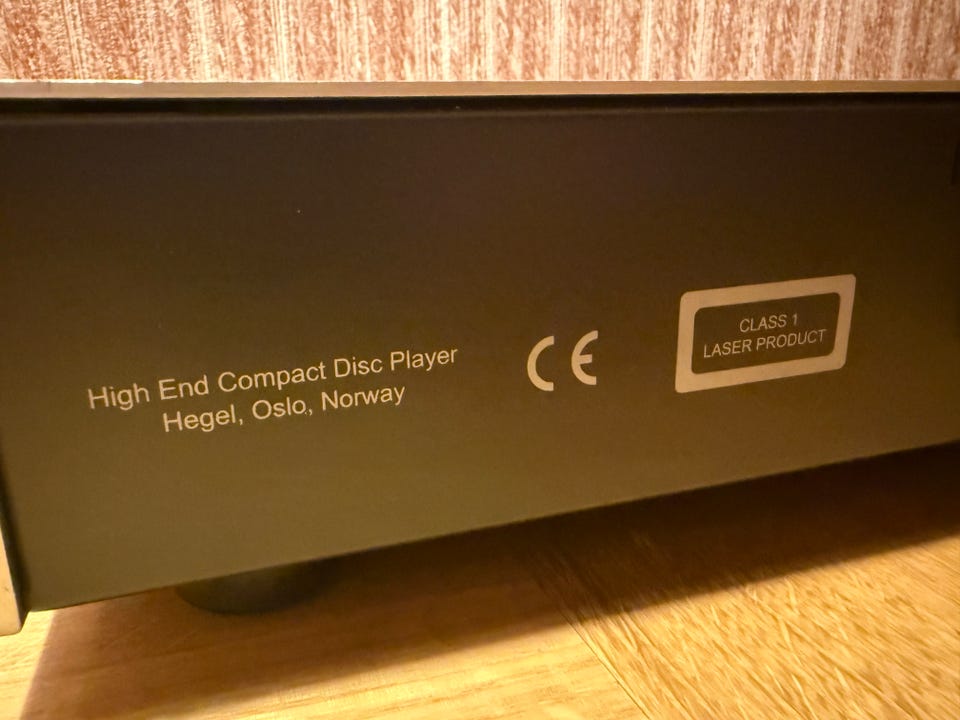 High End Compact Disc Player
Hegel, Oslo, Norway
CE
CLASS 1
LASER PRODUCT